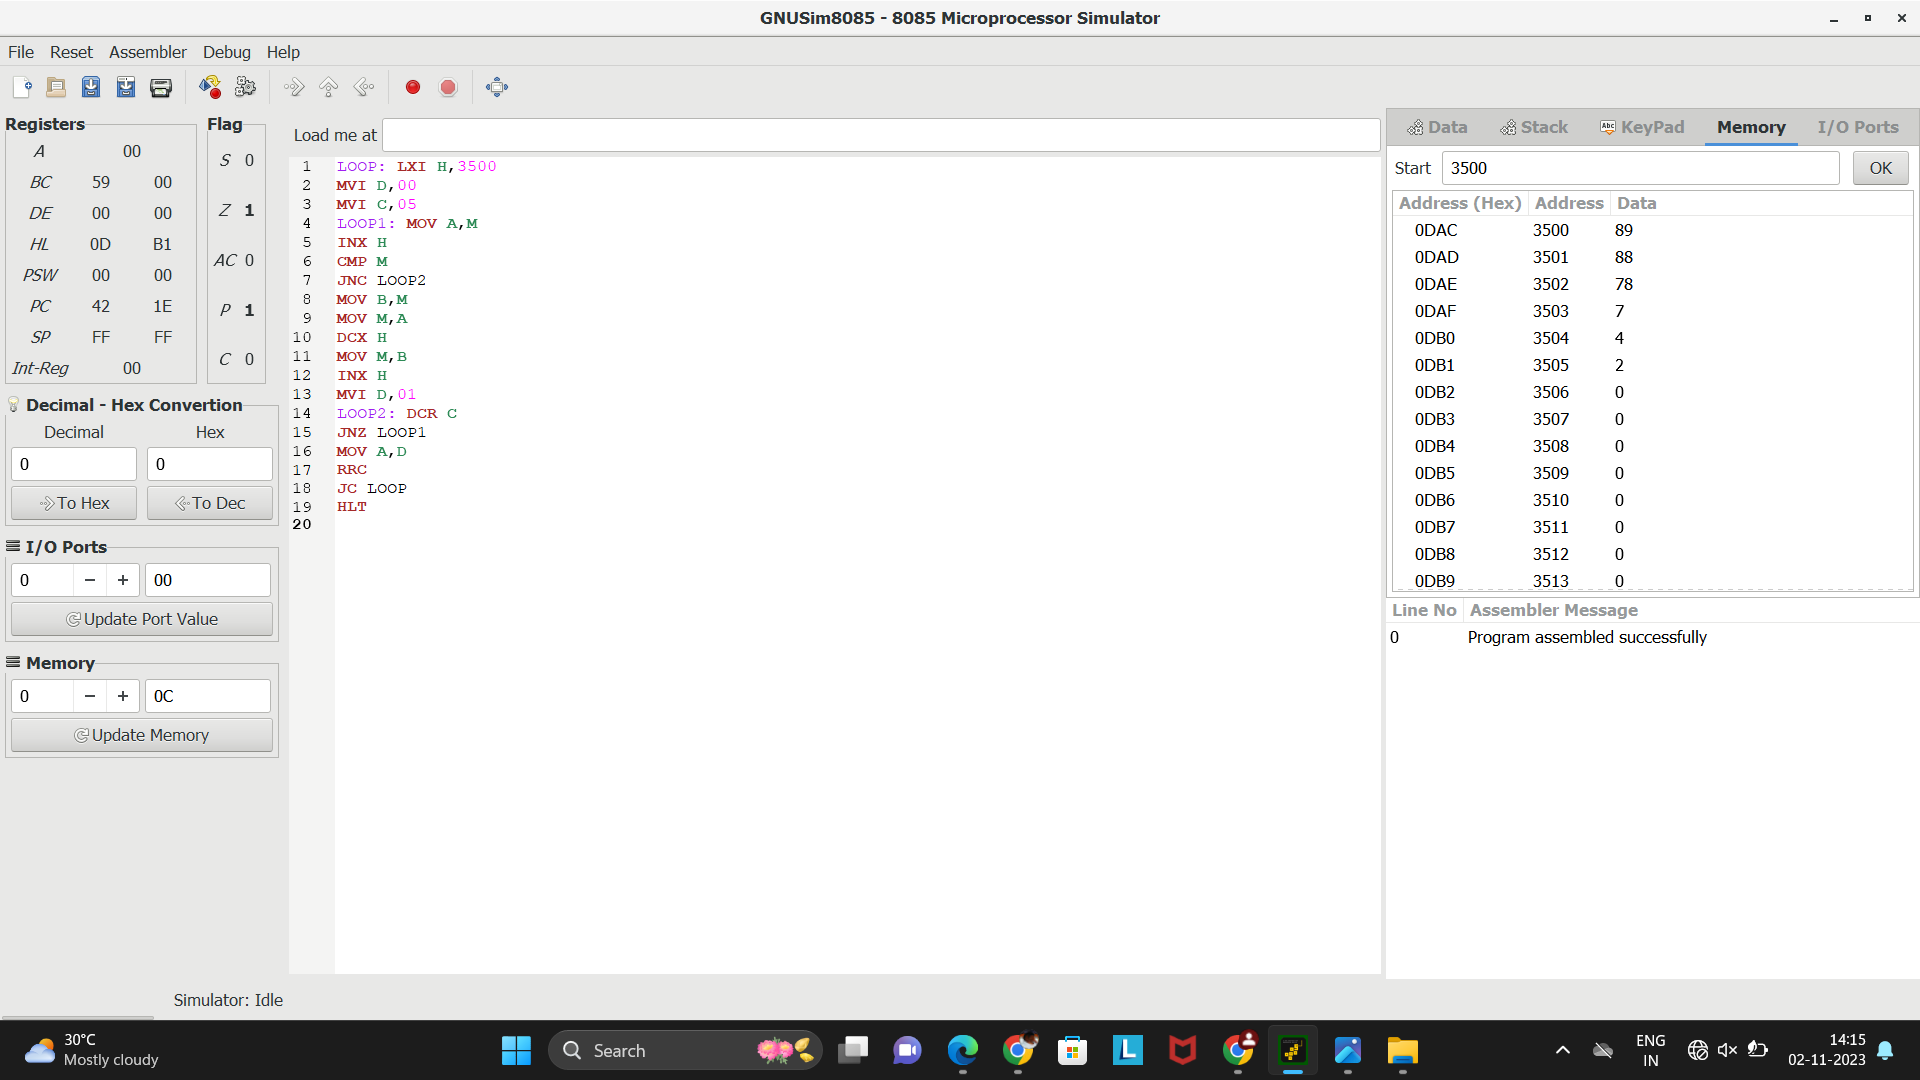 GNUSim8085 - 8085 Microprocessor Simulator
File Reset Assembler Debug Help
Registers
A 00
BC 59 00
DE 00 00
HL 0D B1
PSW 00 00
PC 42 1E
SP FF FF
Int-Reg 00
Flag
S 0
Z 1
AC 0
P 1
C 0
Decimal - Hex Convertion
Decimal Hex
0 0
To Hex To Dec
I/O Ports
0 − + 00
Update Port Value
Memory
0 − + 0C
Update Memory
Load me at
1 LOOP: LXI H,3500
2 MVI D,00
3 MVI C,05
4 LOOP1: MOV A,M
5 INX H
6 CMP M
7 JNC LOOP2
8 MOV B,M
9 MOV M,A
10 DCX H
11 MOV M,B
12 INX H
13 MVI D,01
14 LOOP2: DCR C
15 JNZ LOOP1
16 MOV A,D
17 RRC
18 JC LOOP
19 HLT
20
Data Stack Abc KeyPad Memory I/O Ports
Start 3500 OK
Address (Hex) Address Data
0DAC 3500 89
0DAD 3501 88
0DAE 3502 78
0DAF 3503 7
0DB0 3504 4
0DB1 3505 2
0DB2 3506 0
0DB3 3507 0
0DB4 3508 0
0DB5 3509 0
0DB6 3510 0
0DB7 3511 0
0DB8 3512 0
0DB9 3513 0
Line No Assembler Message
0 Program assembled successfully
Simulator: Idle
30°C
Mostly cloudy
Search
L
ENG
IN
14:15
02-11-2023